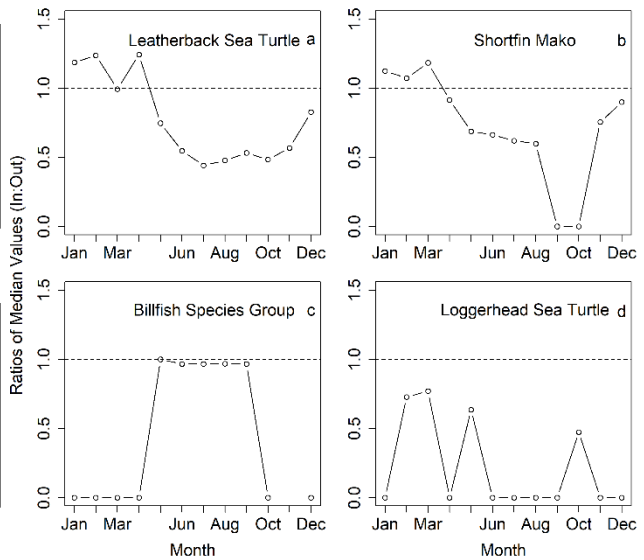 Ratios of Median Values (In:Out)
Leatherback Sea Turtle a
1.5
1.0
0.5
0.0
Jan Mar Jun Aug Oct Dec
Shortfin Mako b
1.5
1.0
0.5
0.0
Jan Mar Jun Aug Oct Dec
Billfish Species Group c
1.5
1.0
0.5
0.0
Jan Mar Jun Aug Oct Dec
Month
Loggerhead Sea Turtle d
1.5
1.0
0.5
0.0
Jan Mar Jun Aug Oct Dec
Month